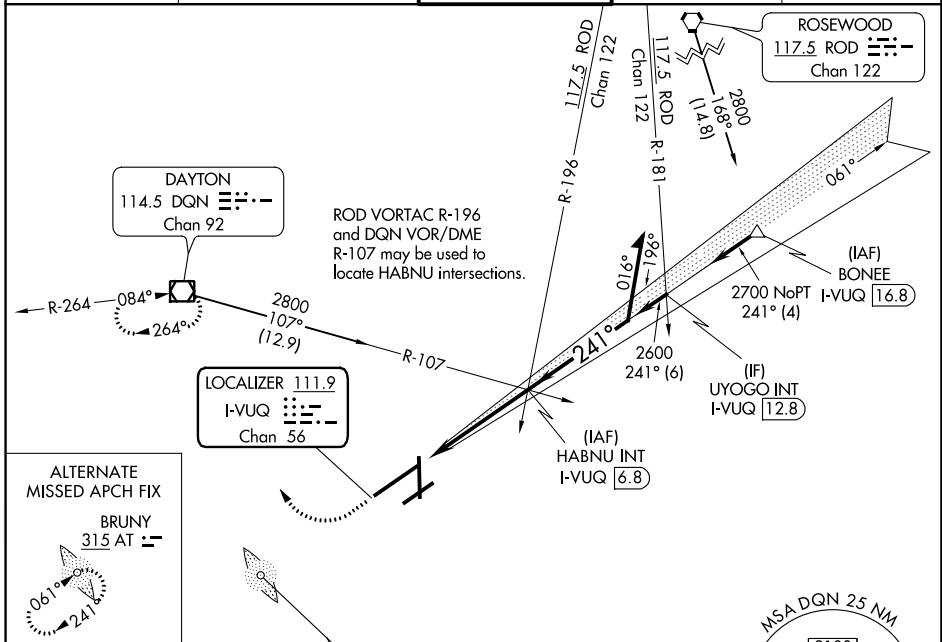 ROSEWOOD
117.5 ROD
Chan 122
117.5 ROD
Chan 122
R-196
117.5 ROD
Chan 122
R-181
2800
168°
(14.8)
061°
DAYTON
114.5 DQN
Chan 92
ROD VORTAC R-196
and DQN VOR/DME
R-107 may be used to
locate HABNU intersections.
R-264
084°
264°
2800
107°
(12.9)
R-107
016°
196°
241°
(IAF)
BONEE
I-VUQ 16.8
2700 NoPT
241° (4)
2600
241° (6)
(IF)
UYOGO INT
I-VUQ 12.8
LOCALIZER 111.9
I-VUQ
Chan 56
(IAF)
HABNU INT
I-VUQ 6.8
ALTERNATE
MISSED APCH FIX
BRUNY
315 AT
061°
241°
MSA DQN 25 NM